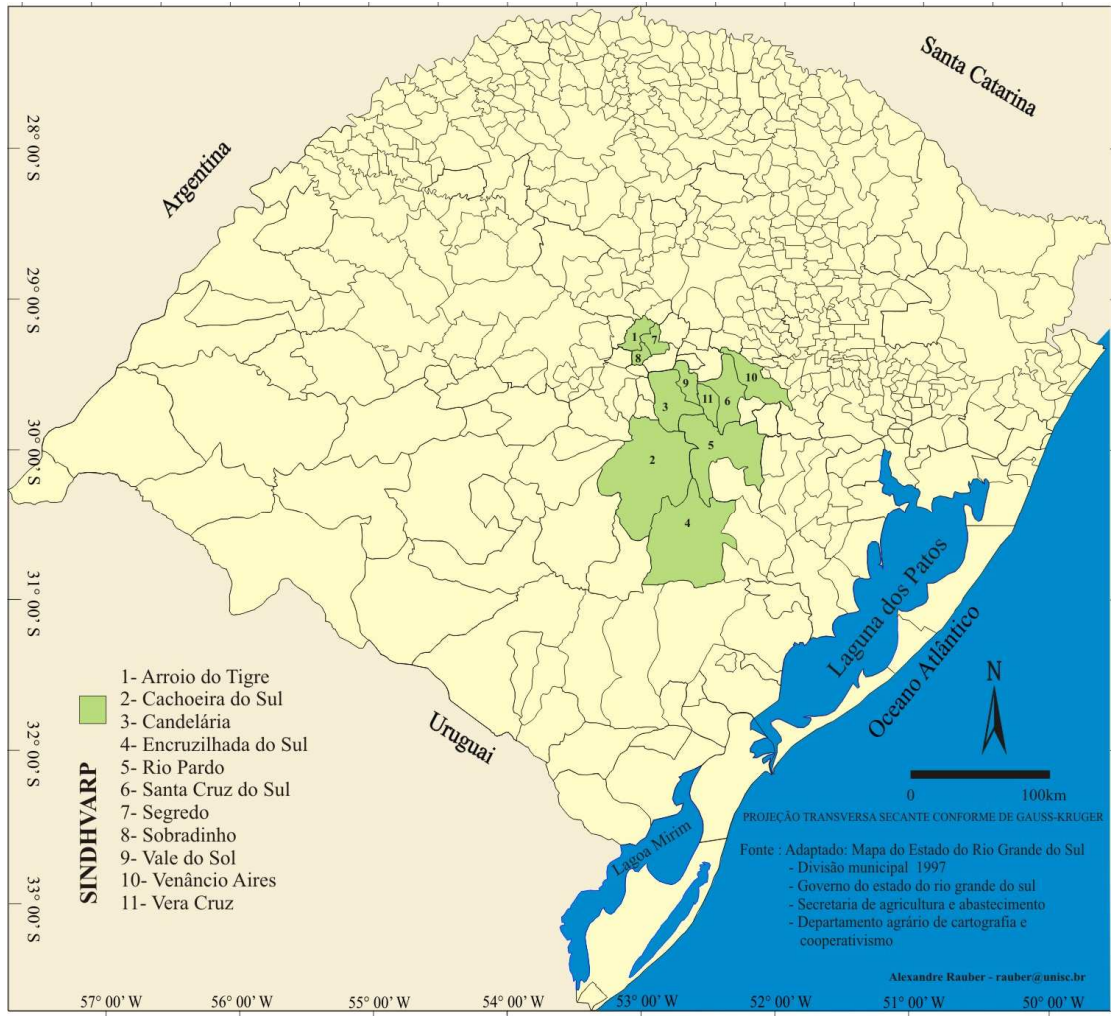 Santa Catarina
Argentina
28° 00' S
29° 00' S
30° 00' S
31° 00' S
32° 00' S
33° 00' S
1
7
8
9
10
11
6
3
5
2
4
Laguna dos Patos
Oceano Atlântico
Uruguai
Lagoa Mirim
SINDHVARP
1- Arroio do Tigre
2- Cachoeira do Sul
3- Candelária
4- Encruzilhada do Sul
5- Rio Pardo
6- Santa Cruz do Sul
7- Segredo
8- Sobradinho
9- Vale do Sol
10- Venâncio Aires
11- Vera Cruz
N
0 100km
PROJEÇÃO TRANSVERSA SECANTE CONFORME DE GAUSS-KRUGER
Fonte : Adaptado: Mapa do Estado do Rio Grande do Sul
- Divisão municipal 1997
- Governo do estado do rio grande do sul
- Secretaria de agricultura e abastecimento
- Departamento agrário de cartografia e
cooperativismo
Alexandre Rauber - rauber@unisc.br
57° 00' W 56° 00' W 55° 00' W 54° 00' W 53° 00' W 52° 00' W 51° 00' W 50° 00' W